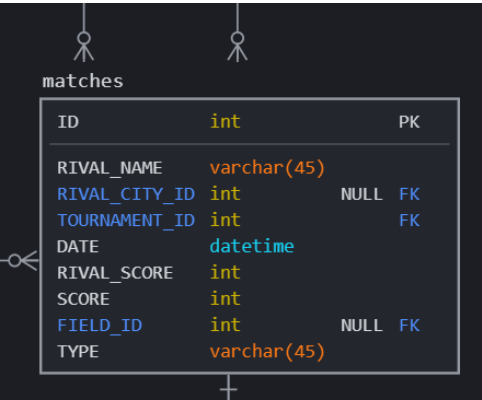 matches
ID int PK
RIVAL_NAME varchar(45)
RIVAL_CITY_ID int NULL FK
TOURNAMENT_ID int FK
DATE datetime
RIVAL_SCORE int
SCORE int
FIELD_ID int NULL FK
TYPE varchar(45)